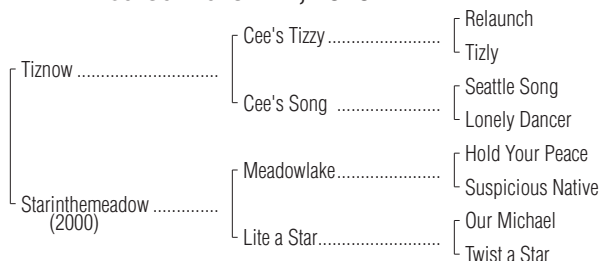 Relaunch
Cee's Tizzy ........................
Tizly
Tiznow ................................
Seattle Song
Cee's Song .......................
Lonely Dancer
Hold Your Peace
Meadowlake.......................
Suspicious Native
Starinthemeadow ...............
(2000)
Our Michael
Lite a Star...........................
Twist a Star